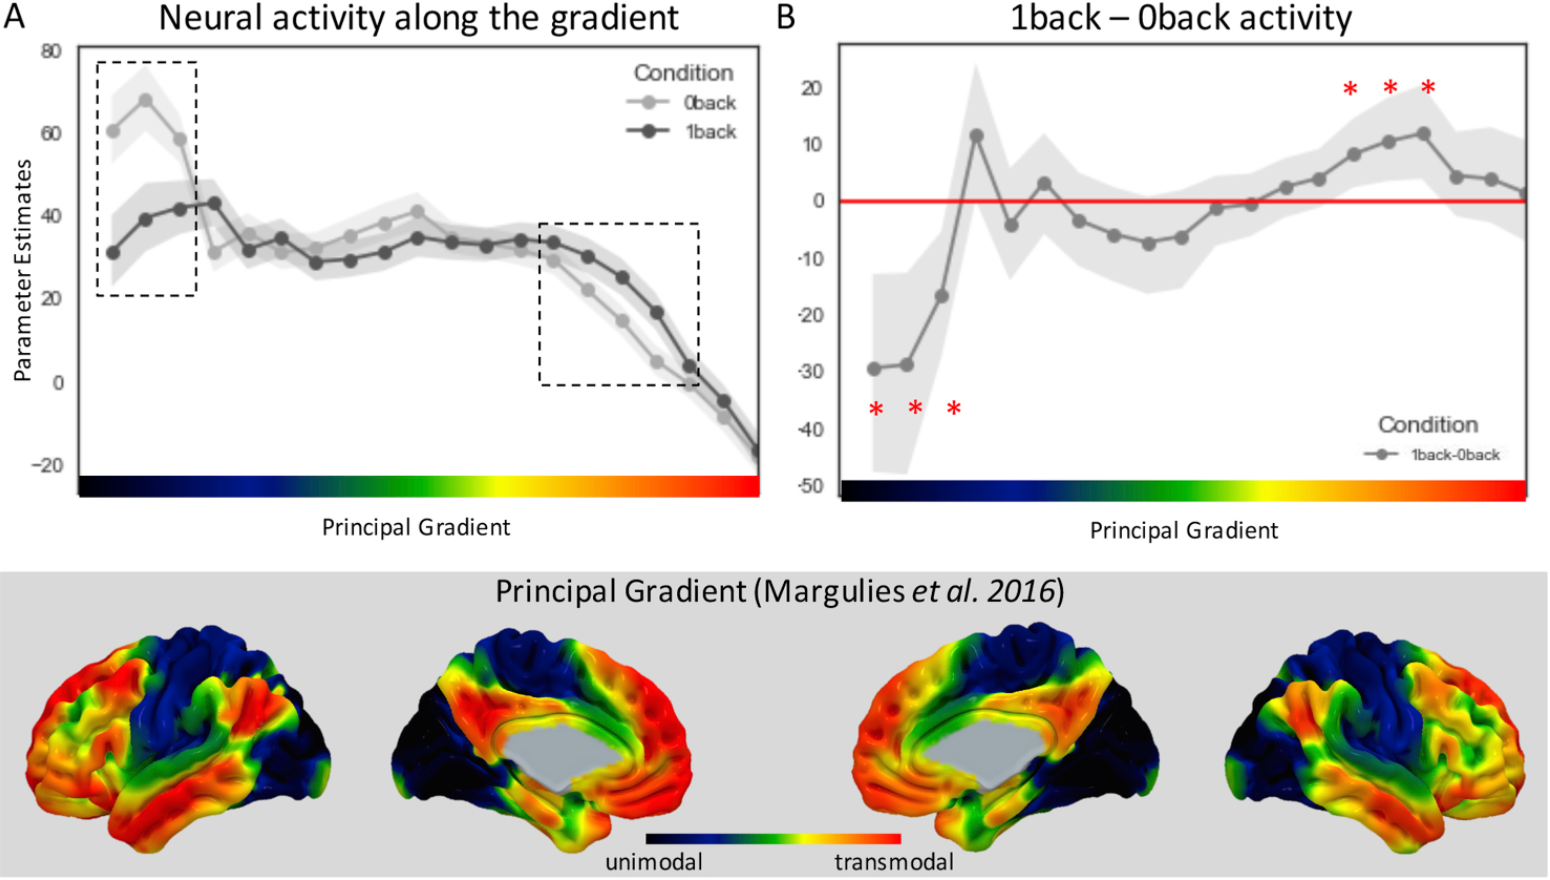 A
Neural activity along the gradient
80
60
40
20
0
−20
Parameter Estimates
Condition
0back
1back
Principal Gradient
B
1back – 0back activity
20
10
0
-10
-20
-30
-40
-50
* * *
* * *
Condition
1back-0back
Principal Gradient
Principal Gradient (Margulies et al. 2016)
unimodal
transmodal